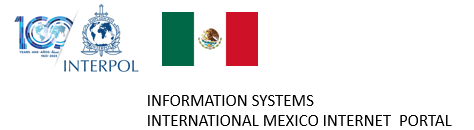 100
INTERPOL
INFORMATION SYSTEMS
INTERNATIONAL MEXICO INTERNET PORTAL